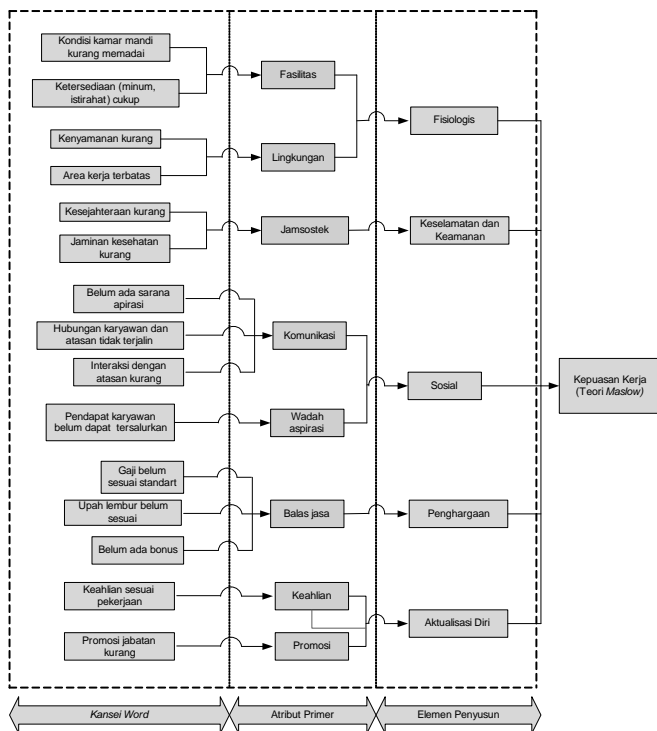 Kondisi kamar mandi
kurang memadai
Ketersediaan (minum,
istirahat) cukup
Fasilitas
Kenyamanan kurang
Area kerja terbatas
Lingkungan
Fisiologis
Kesejahteraan kurang
Jaminan kesehatan
kurang
Jamsostek
Keselamatan dan
Keamanan
Belum ada sarana
apirasi
Hubungan karyawan dan
atasan tidak terjalin
Interaksi dengan
atasan kurang
Komunikasi
Pendapat karyawan
belum dapat tersalurkan
Wadah
aspirasi
Sosial
Kepuasan Kerja
(Teori Maslow)
Gaji belum
sesuai standart
Upah lembur belum
sesuai
Belum ada bonus
Balas jasa
Penghargaan
Keahlian sesuai
pekerjaan
Keahlian
Promosi jabatan
kurang
Promosi
Aktualisasi Diri
Kansei Word
Atribut Primer
Elemen Penyusun